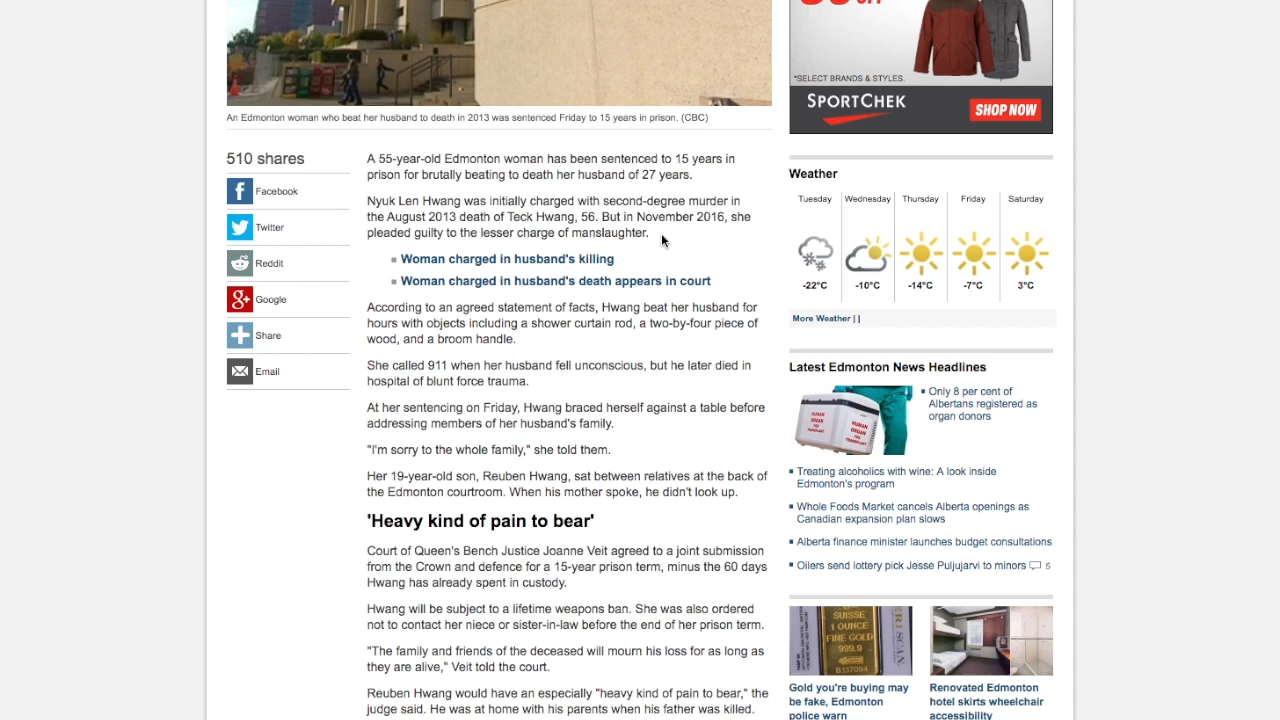 *SELECT BRANDS & STYLES.
SPORTCHEK
SHOP NOW
An Edmonton woman who beat her husband to death in 2013 was sentenced Friday to 15 years in prison. (CBC)
510 shares
Facebook
Twitter
Reddit
Google
Share
Email
A 55-year-old Edmonton woman has been sentenced to 15 years in
prison for brutally beating to death her husband of 27 years.
Nyuk Len Hwang was initially charged with second-degree murder in
the August 2013 death of Teck Hwang, 56. But in November 2016, she
pleaded guilty to the lesser charge of manslaughter.
Woman charged in husband's killing
Woman charged in husband's death appears in court
According to an agreed statement of facts, Hwang beat her husband for
hours with objects including a shower curtain rod, a two-by-four piece of
wood, and a broom handle.
She called 911 when her husband fell unconscious, but he later died in
hospital of blunt force trauma.
At her sentencing on Friday, Hwang braced herself against a table before
addressing members of her husband's family.
"I'm sorry to the whole family," she told them.
Her 19-year-old son, Reuben Hwang, sat between relatives at the back of
the Edmonton courtroom. When his mother spoke, he didn't look up.
'Heavy kind of pain to bear'
Court of Queen's Bench Justice Joanne Veit agreed to a joint submission
from the Crown and defence for a 15-year prison term, minus the 60 days
Hwang has already spent in custody.
Hwang will be subject to a lifetime weapons ban. She was also ordered
not to contact her niece or sister-in-law before the end of her prison term.
"The family and friends of the deceased will mourn his loss for as long as
they are alive," Veit told the court.
Reuben Hwang would have an especially "heavy kind of pain to bear," the
judge said. He was at home with his parents when his father was killed.
Weather
Tuesday Wednesday Thursday Friday Saturday
-22°C -10°C -14°C -7°C 3°C
More Weather | |
Latest Edmonton News Headlines
HUMAN ORGAN FOR TRANSPLANT
HUMAN ORGAN FOR TRANSPLANT
Only 8 per cent of
Albertans registered as
organ donors
Treating alcoholics with wine: A look inside
Edmonton's program
Whole Foods Market cancels Alberta openings as
Canadian expansion plan slows
Alberta finance minister launches budget consultations
Oilers send lottery pick Jesse Puljujarvi to minors 5
SUISSE
1 OUNCE
FINE GOLD
999.9
Gold you're buying may
be fake, Edmonton
police warn
Renovated Edmonton
hotel skirts wheelchair
accessibility